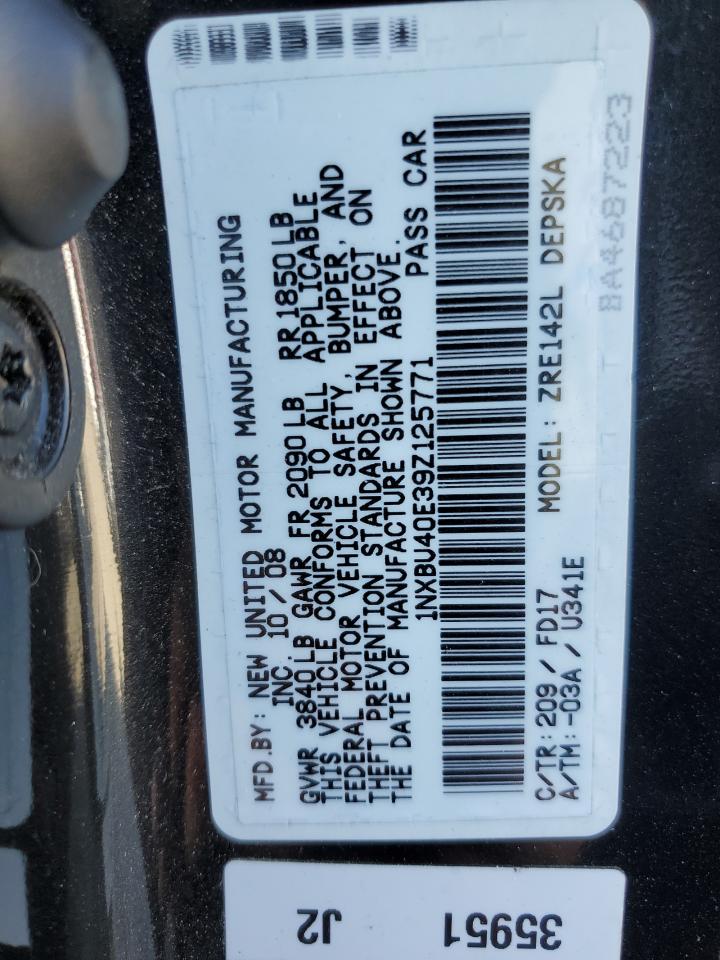 MFD.BY: NEW UNITED MOTOR MANUFACTURING
INC. 10/08
GVWR 3840LB GAWR FR 2090LB RR 1850LB
THIS VEHICLE CONFORMS TO ALL APPLICABLE
FEDERAL MOTOR VEHICLE SAFETY, BUMPER, AND
THEFT PREVENTION STANDARDS IN EFFECT ON
THE DATE OF MANUFACTURE SHOWN ABOVE.
1NXBU40E39Z125771 PASS CAR
C/TR: 209 / FD17 MODEL: ZRE142L DEPSKA
A/TM: -03A / U341E
BA4687223
J2
35951